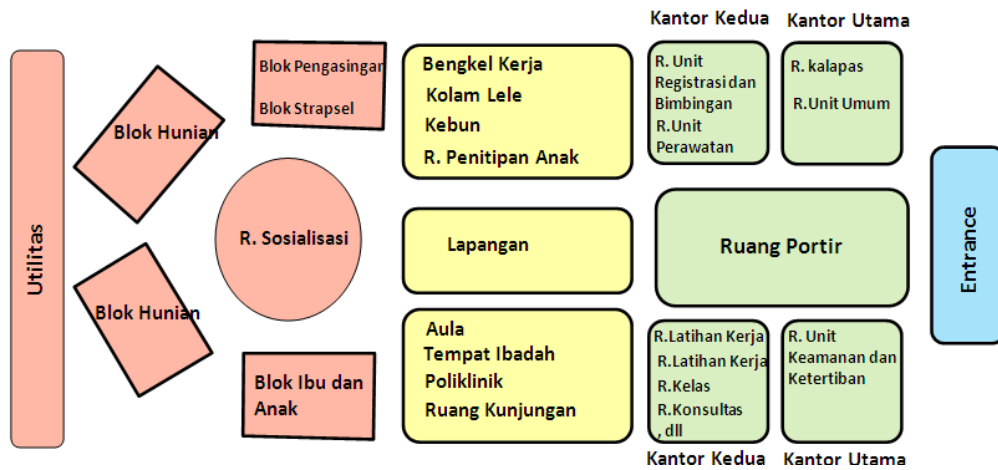 Kantor Kedua
Kantor Utama
Utilitas
Blok Hunian
Blok Hunian
Blok Pengasingan
Blok Strapsel
R. Sosialisasi
Blok Ibu dan
Anak
Bengkel Kerja
Kolam Lele
Kebun
R. Penitipan Anak
Lapangan
Aula
Tempat Ibadah
Poliklinik
Ruang Kunjungan
R. Unit
Registrasi dan
Bimbingan
R.Unit
Perawatan
R. kalapas
R.Unit Umum
Ruang Portir
R.Latihan Kerja
R.Latihan Kerja
R.Kelas
R.Konsultas
, dll
R. Unit
Keamanan dan
Ketertiban
Entrance
Kantor Kedua
Kantor Utama